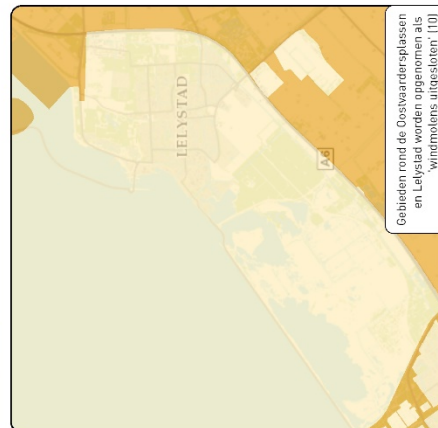 LELYSTAD
A6
Gebieden rond de Oostvaardersplassen
en Lelystad worden opgenomen als
'windmolens uitgesloten' [10]